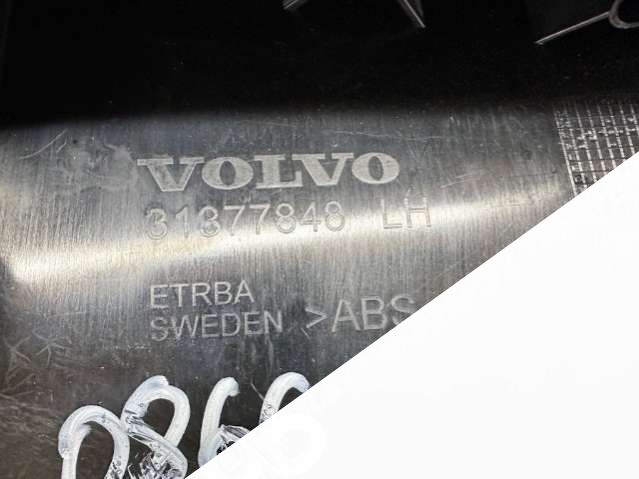 VOLVO
31377848 LH
ETRBA
SWEDEN >ABS